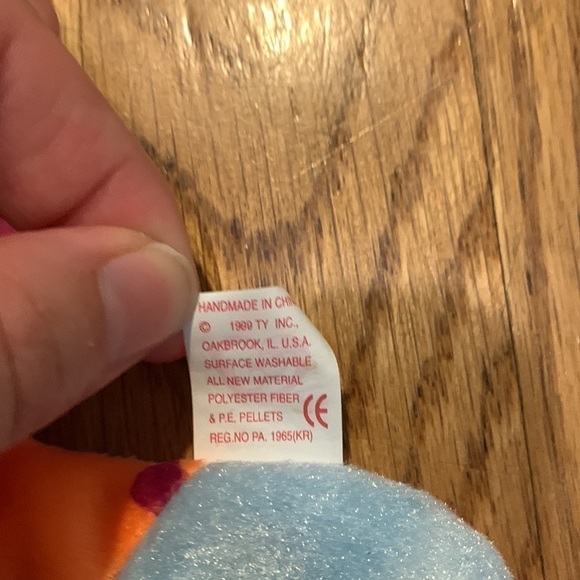 HANDMADE IN
© 1999 TY INC.,
OAKBROOK, IL. U.S.A.
SURFACE WASHABLE
ALL NEW MATERIAL
POLYESTER FIBER
& P.E. PELLETS CE
REG.NO PA. 1965(KR)